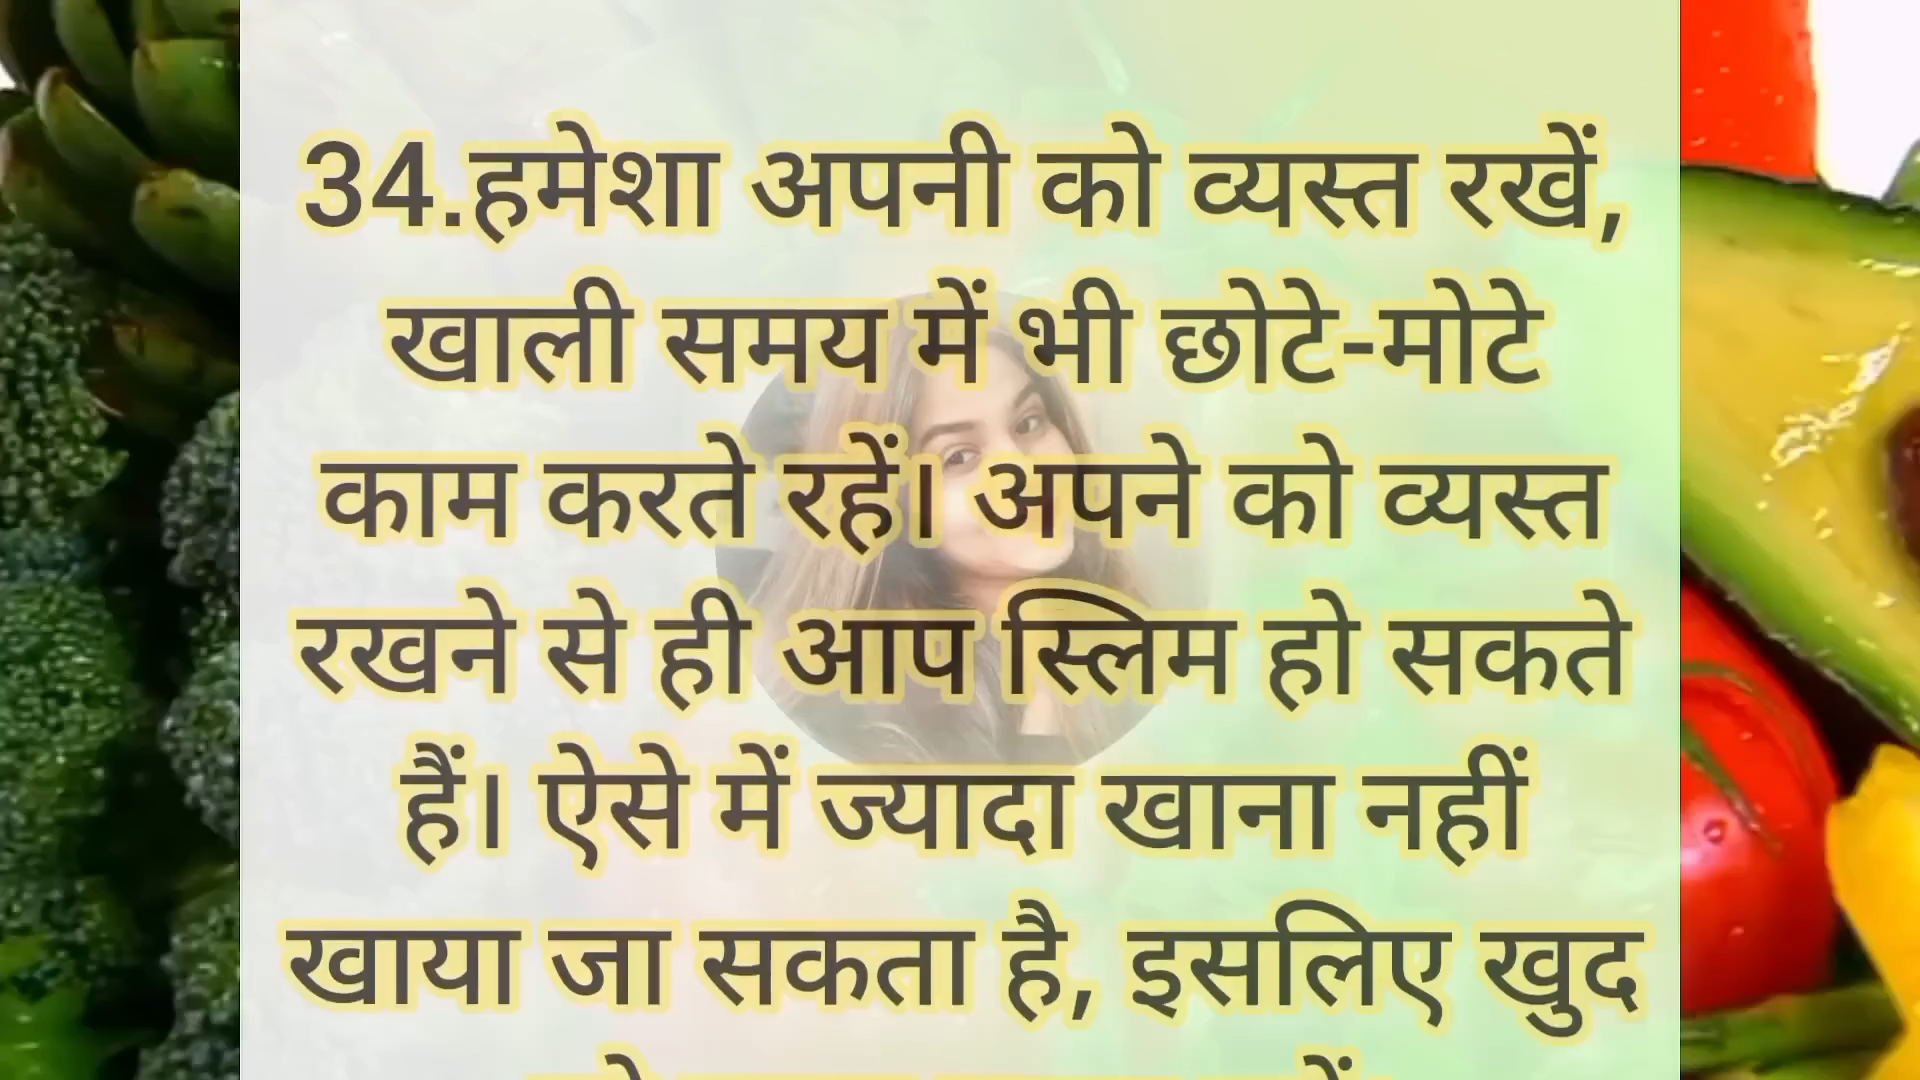 34.हमेशा अपनी को व्यस्त रखें,
खाली समय में भी छोटे-मोटे
काम करते रहें। अपने को व्यस्त
रखने से ही आप स्लिम हो सकते
हैं। ऐसे में ज्यादा खाना नहीं
खाया जा सकता है, इसलिए खुद